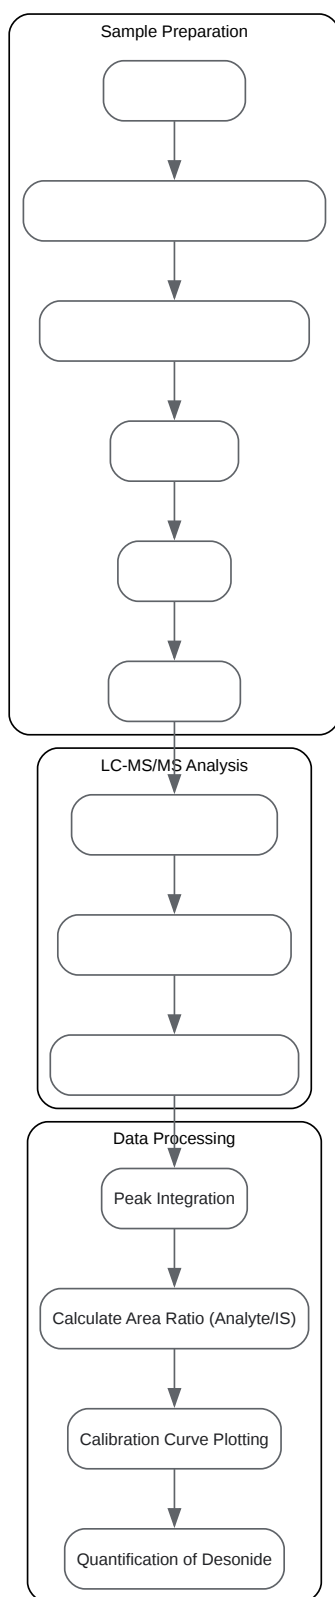 Sample Preparation
LC-MS/MS Analysis
Data Processing
Peak Integration
Calculate Area Ratio (Analyte/IS)
Calibration Curve Plotting
Quantification of Desonide